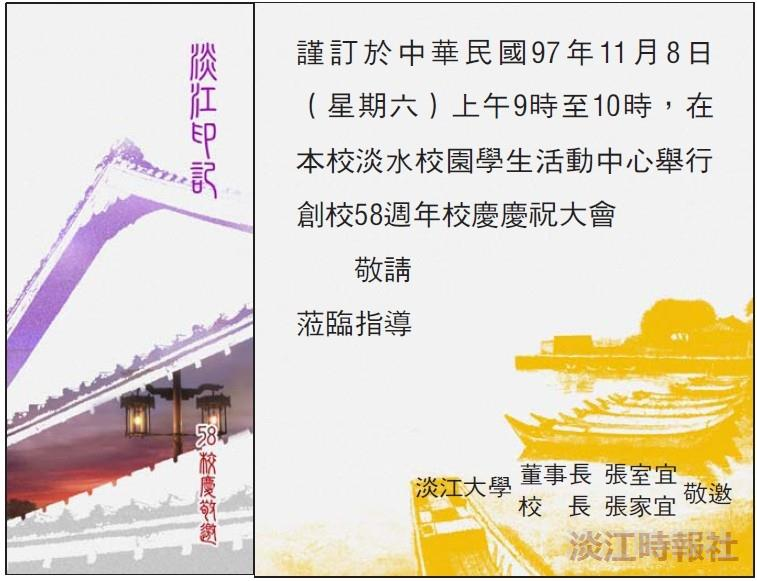 淡江印記
58校慶敬邀
謹訂於中華民國97年11月8日
（星期六）上午9時至10時，在
本校淡水校園學生活動中心舉行
創校58週年校慶慶祝大會
敬請
蒞臨指導
淡江大學 董事長 張室宜 敬邀
校長 張家宜
淡江時報社